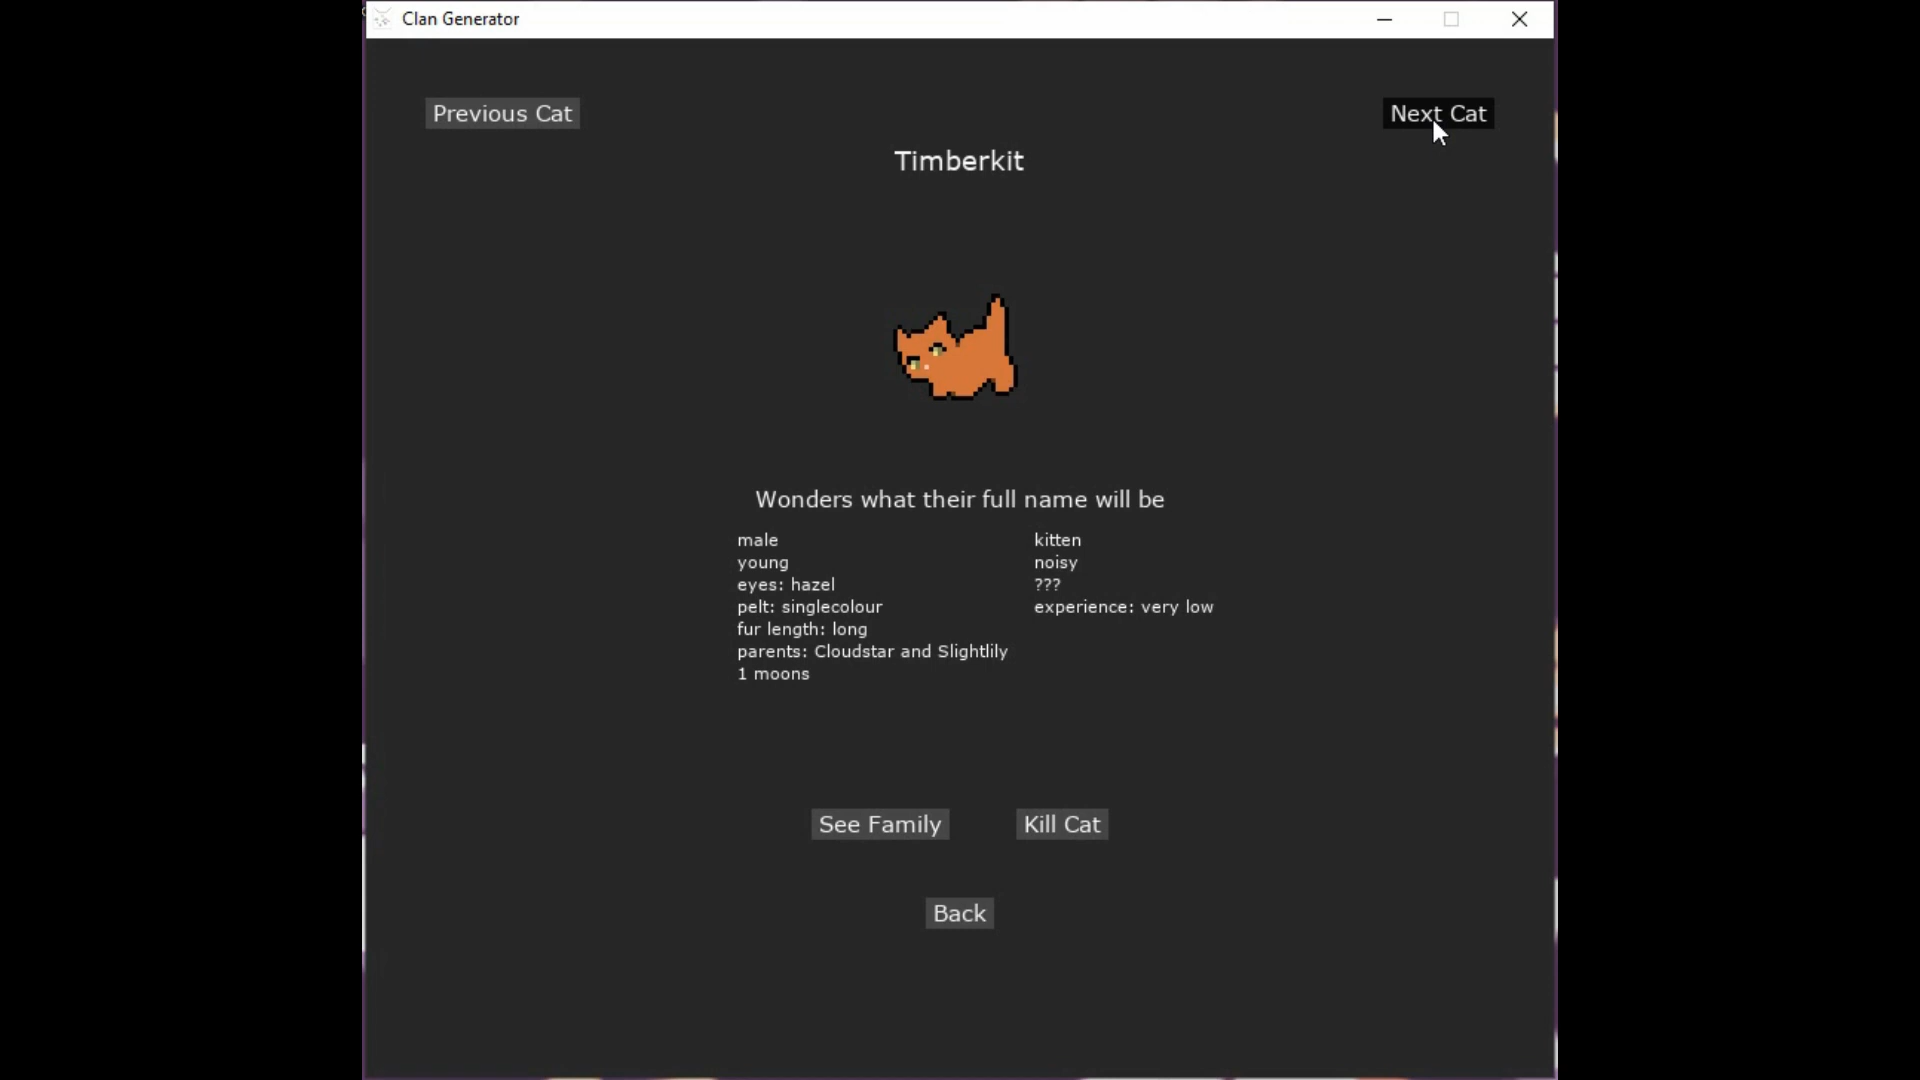 Clan Generator
Previous Cat
Next Cat
Timberkit
Wonders what their full name will be
male
young
eyes: hazel
pelt: singlecolour
fur length: long
parents: Cloudstar and Slightlily
1 moons
kitten
noisy
???
experience: very low
See Family
Kill Cat
Back